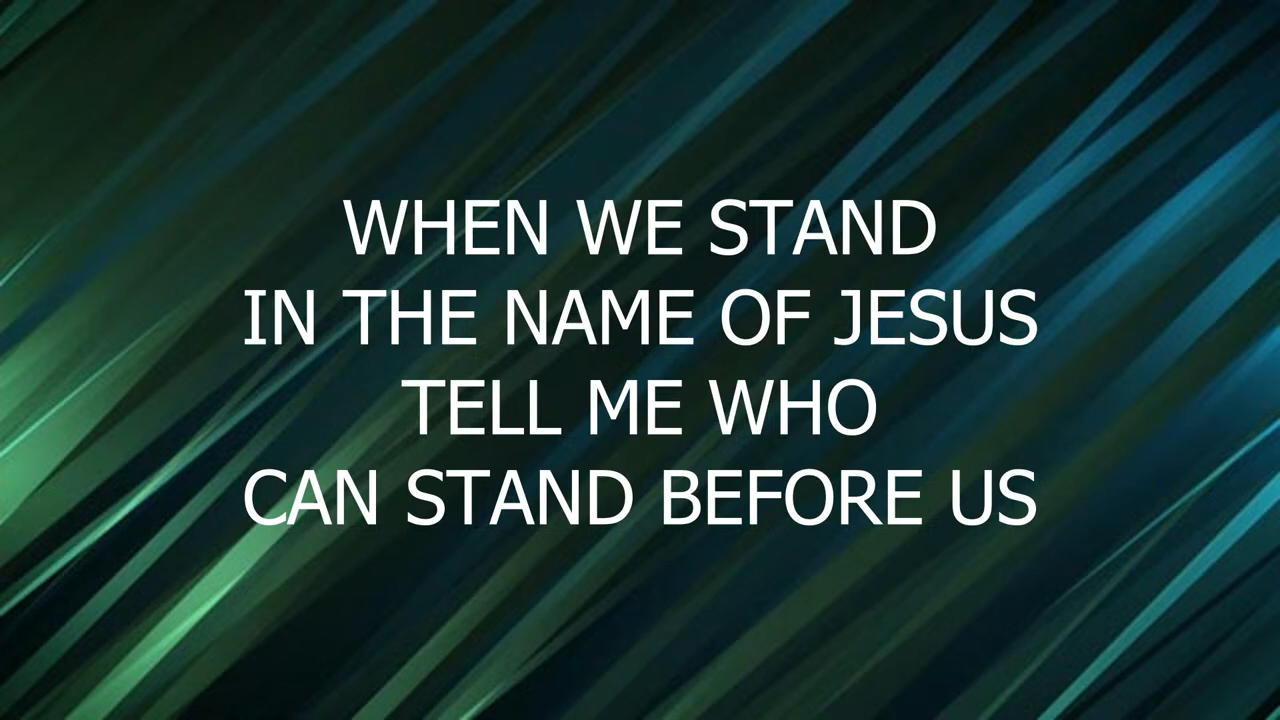 WHEN WE STAND
IN THE NAME OF JESUS
TELL ME WHO
CAN STAND BEFORE US